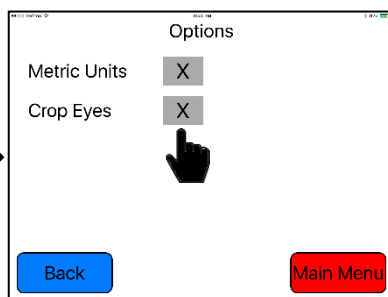 Options
Metric Units X
Crop Eyes X
Back
Main Menu